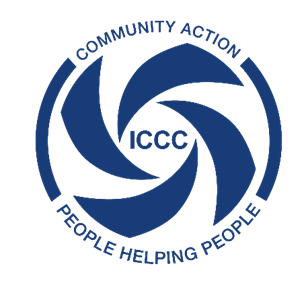 COMMUNITY ACTION
ICCC
PEOPLE HELPING PEOPLE